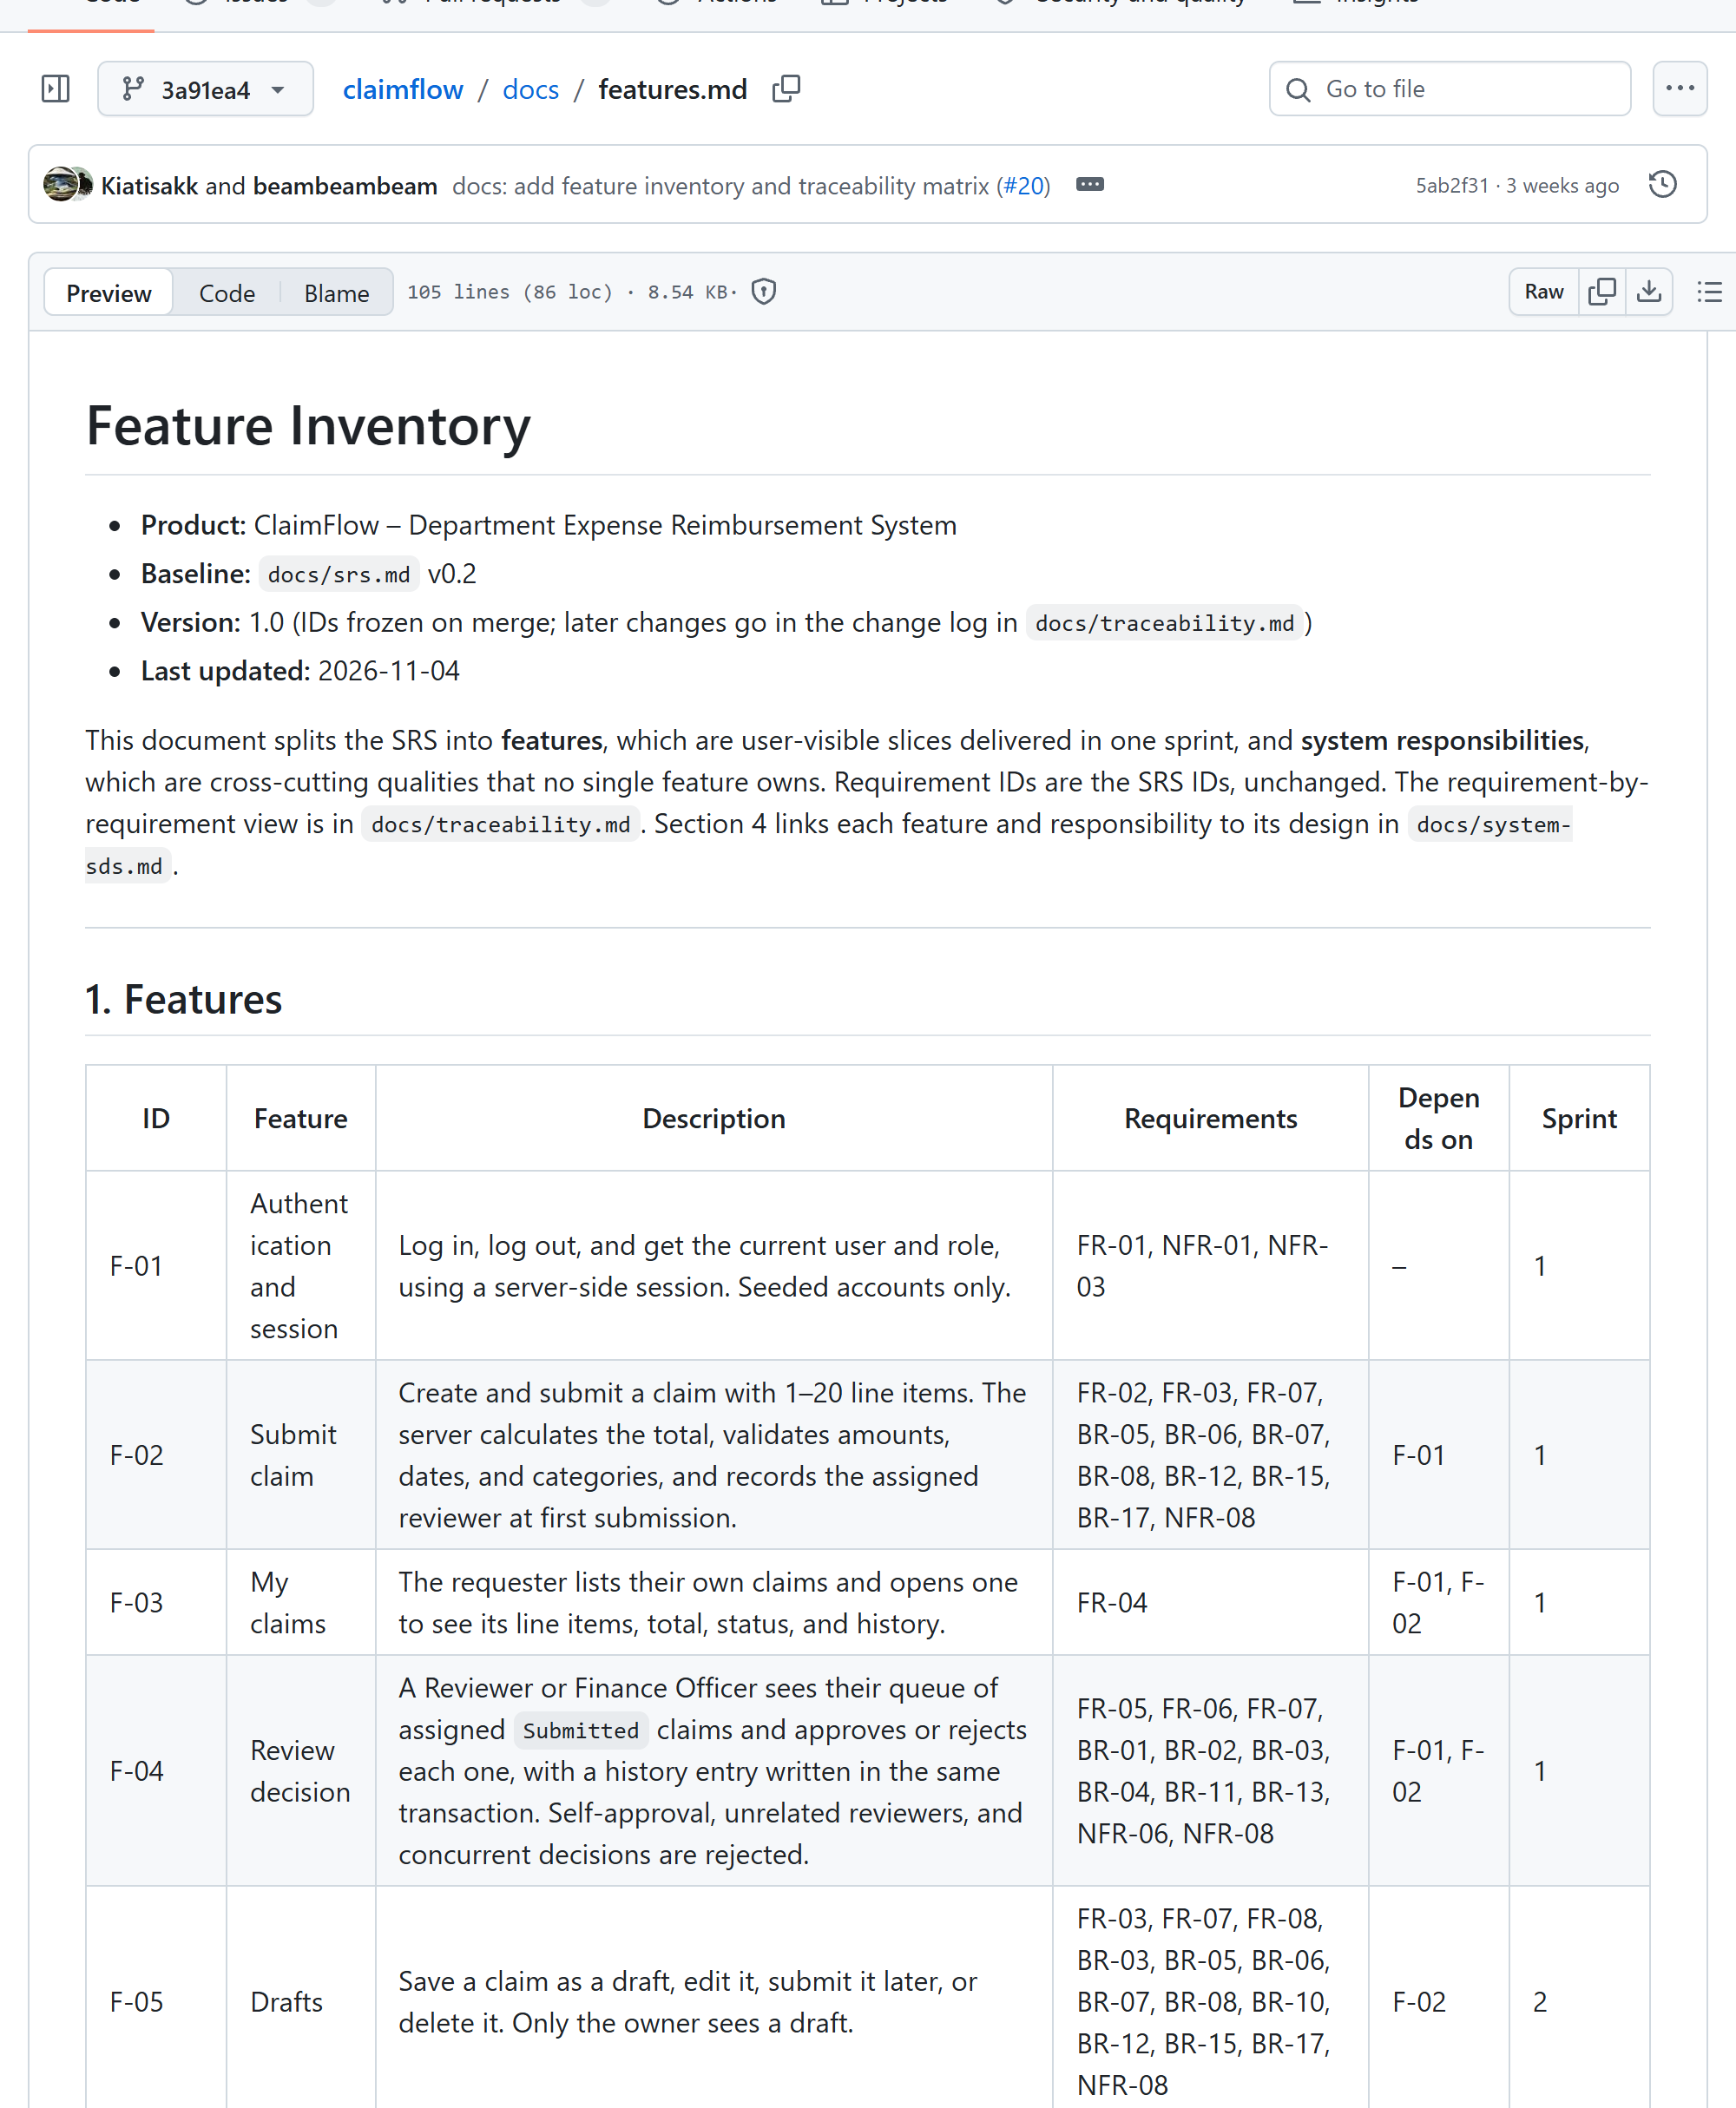 Code Issues Pull requests Actions Projects Security and quality Insights
3a91ea4 claimflow / docs / features.md Go to file
Kiatisakk and beambeambeam docs: add feature inventory and traceability matrix (#20) 5ab2f31 · 3 weeks ago
Preview Code Blame 105 lines (86 loc) · 8.54 KB · Raw
Feature Inventory
Product: ClaimFlow – Department Expense Reimbursement System
Baseline: docs/srs.md v0.2
Version: 1.0 (IDs frozen on merge; later changes go in the change log in docs/traceability.md)
Last updated: 2026-11-04
This document splits the SRS into features, which are user-visible slices delivered in one sprint, and system responsibilities,
which are cross-cutting qualities that no single feature owns. Requirement IDs are the SRS IDs, unchanged. The requirement-by-
requirement view is in docs/traceability.md. Section 4 links each feature and responsibility to its design in docs/system-
sds.md.
1. Features
ID Feature Description Requirements Depen
ds on Sprint
F-01
Authent
ication
and
session
Log in, log out, and get the current user and role,
using a server-side session. Seeded accounts only.
FR-01, NFR-01, NFR-
03
–
1
F-02
Submit
claim
Create and submit a claim with 1–20 line items. The
server calculates the total, validates amounts,
dates, and categories, and records the assigned
reviewer at first submission.
FR-02, FR-03, FR-07,
BR-05, BR-06, BR-07,
BR-08, BR-12, BR-15,
BR-17, NFR-08
F-01
1
F-03
My
claims
The requester lists their own claims and opens one
to see its line items, total, status, and history.
FR-04
F-01, F-
02
1
F-04
Review
decision
A Reviewer or Finance Officer sees their queue of
assigned Submitted claims and approves or rejects
each one, with a history entry written in the same
transaction. Self-approval, unrelated reviewers, and
concurrent decisions are rejected.
FR-05, FR-06, FR-07,
BR-01, BR-02, BR-03,
BR-04, BR-11, BR-13,
NFR-06, NFR-08
F-01, F-
02
1
F-05
Drafts
Save a claim as a draft, edit it, submit it later, or
delete it. Only the owner sees a draft.
FR-03, FR-07, FR-08,
BR-03, BR-05, BR-06,
BR-07, BR-08, BR-10,
BR-12, BR-15, BR-17,
NFR-08
F-02
2